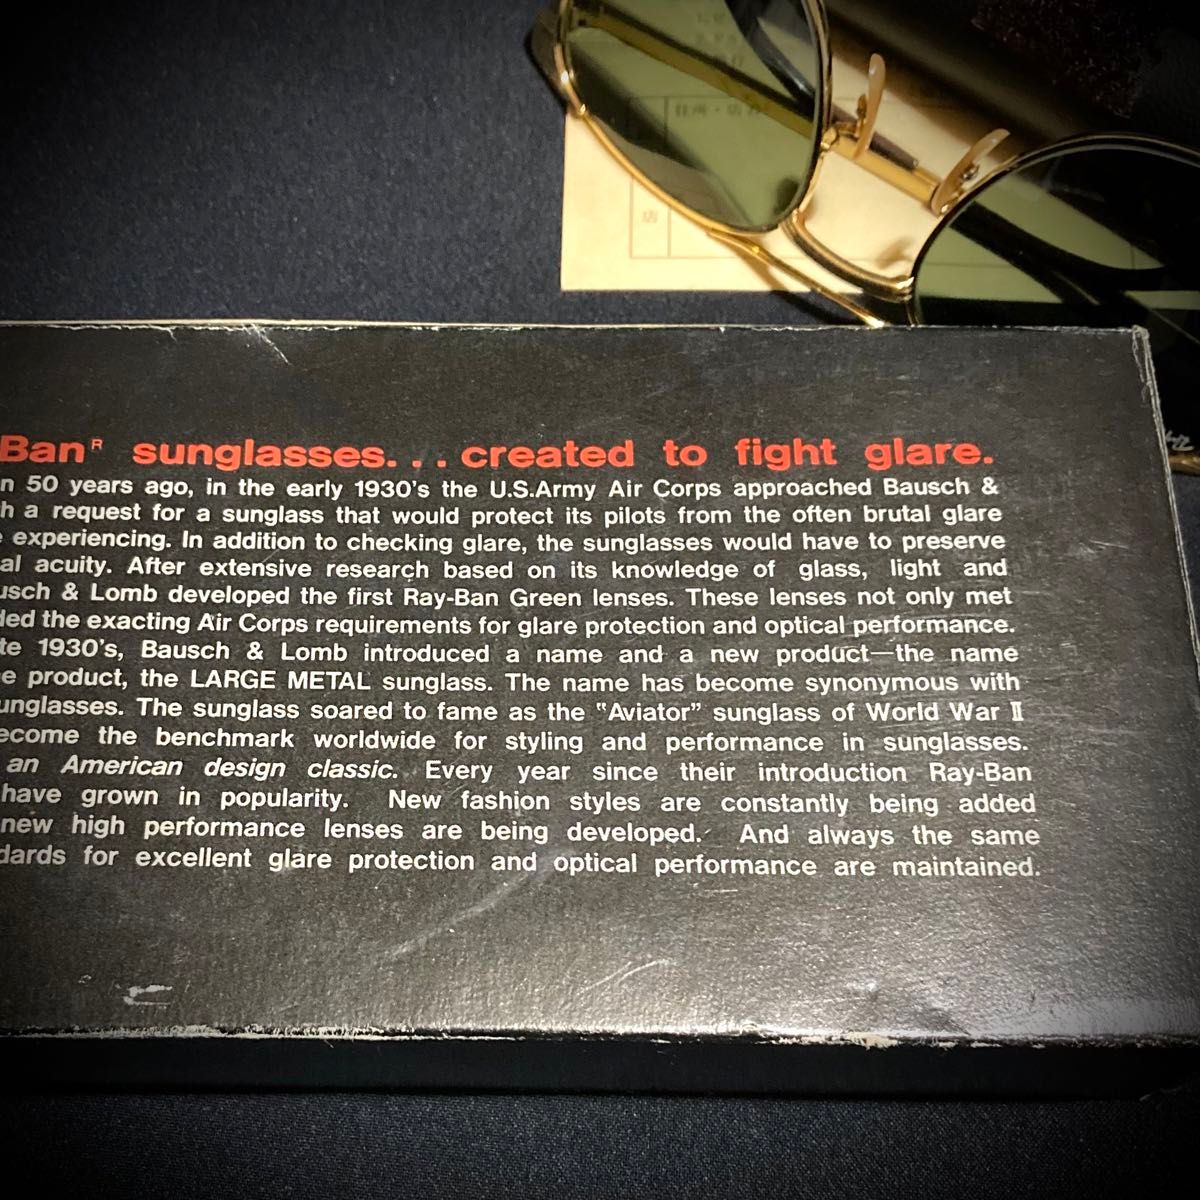 Ban R sunglasses... created to fight glare.
n 50 years ago, in the early 1930's the U.S.Army Air Corps approached Bausch &
h a request for a sunglass that would protect its pilots from the often brutal glare
experiencing. In addition to checking glare, the sunglasses would have to preserve
al acuity. After extensive research based on its knowledge of glass, light and
usch & Lomb developed the first Ray-Ban Green lenses. These lenses not only met
ded the exacting Air Corps requirements for glare protection and optical performance.
te 1930's, Bausch & Lomb introduced a name and a new product—the name
e product, the LARGE METAL sunglass. The name has become synonymous with
unglasses. The sunglass soared to fame as the "Aviator" sunglass of World War II
ecome the benchmark worldwide for styling and performance in sunglasses.
an American design classic. Every year since their introduction Ray-Ban
have grown in popularity. New fashion styles are constantly being added
new high performance lenses are being developed. And always the same
dards for excellent glare protection and optical performance are maintained.